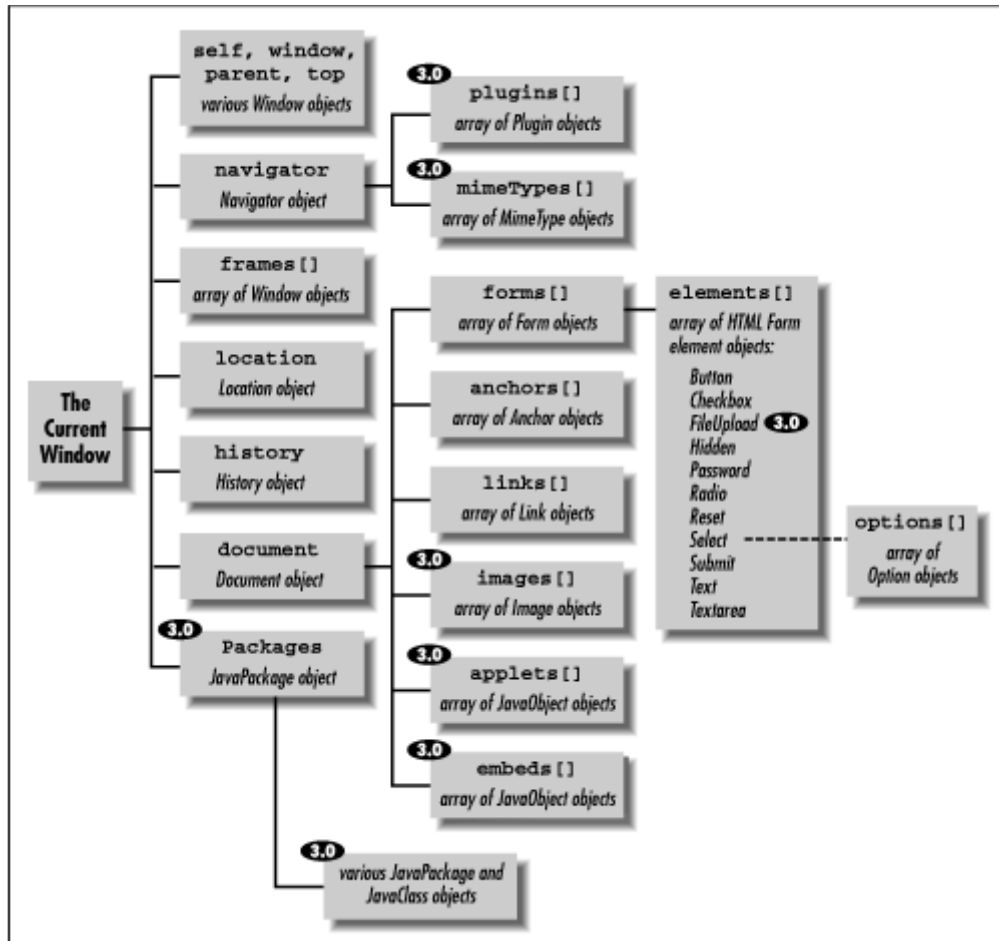 self, window,
parent, top
various Window objects
navigator
Navigator object
3.0
plugins[]
array of Plugin objects
3.0
mimeTypes[]
array of MimeType objects
frames[]
array of Window objects
location
Location object
The
Current
Window
history
History object
document
Document object
forms[]
array of Form objects
elements[]
array of HTML Form
element objects:
Button
Checkbox
FileUpload 3.0
Hidden
Password
Radio
Reset
Select
Submit
Text
Textarea
options[]
array of
Option objects
anchors[]
array of Anchor objects
links[]
array of Link objects
3.0
images[]
array of Image objects
3.0
applets[]
array of JavaObject objects
3.0
embeds[]
array of JavaObject objects
3.0
Packages
JavaPackage object
3.0
various JavaPackage and
JavaClass objects